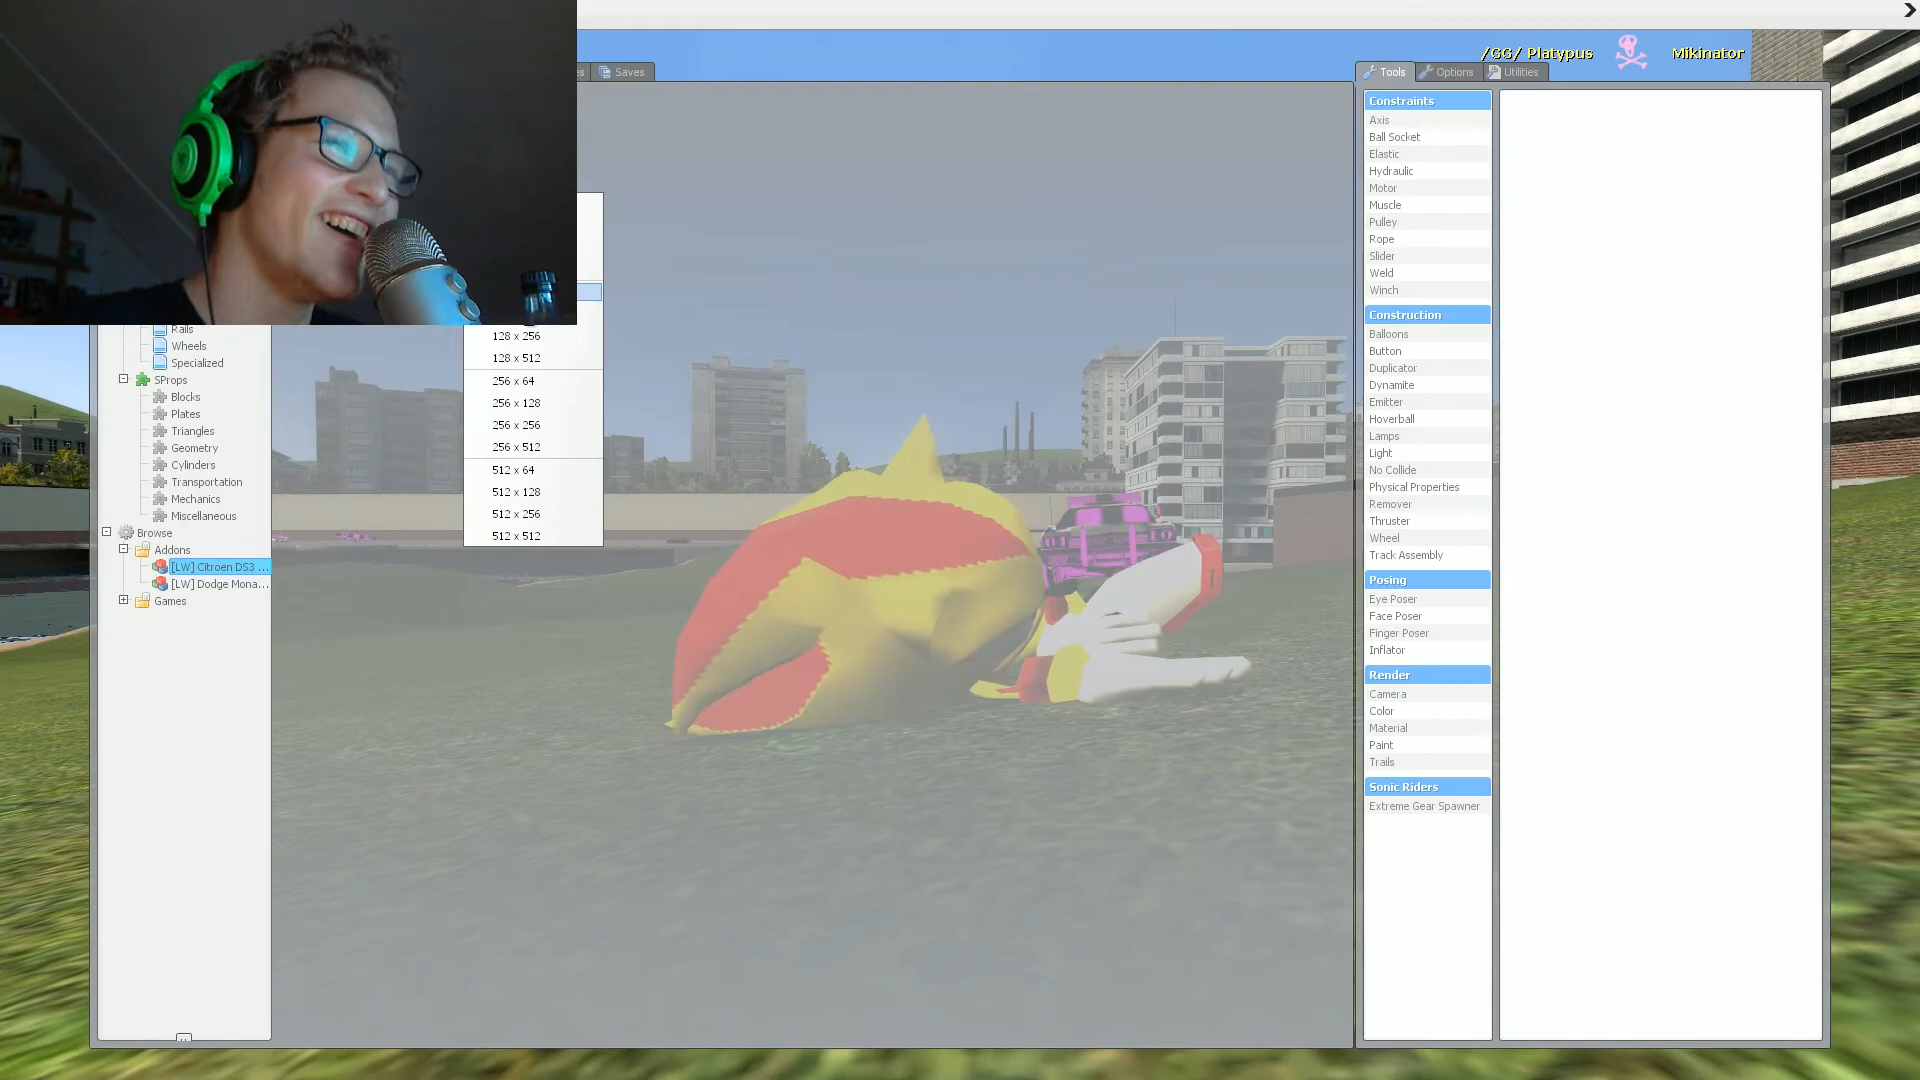 /GG/ Platypus
Mikinator
Saves
Tools
Options
Utilities
Constraints
Axis
Ball Socket
Elastic
Hydraulic
Motor
Muscle
Pulley
Rope
Slider
Weld
Winch
Construction
Balloons
Button
Duplicator
Dynamite
Emitter
Hoverball
Lamps
Light
No Collide
Physical Properties
Remover
Thruster
Wheel
Track Assembly
Posing
Eye Poser
Face Poser
Finger Poser
Inflator
Render
Camera
Color
Material
Paint
Trails
Sonic Riders
Extreme Gear Spawner
Rails
Wheels
Specialized
SProps
Blocks
Plates
Triangles
Geometry
Cylinders
Transportation
Mechanics
Miscellaneous
Browse
Addons
[LW] Citroen DS3 ...
[LW] Dodge Mona...
Games
128 x 256
128 x 512
256 x 64
256 x 128
256 x 256
256 x 512
512 x 64
512 x 128
512 x 256
512 x 512